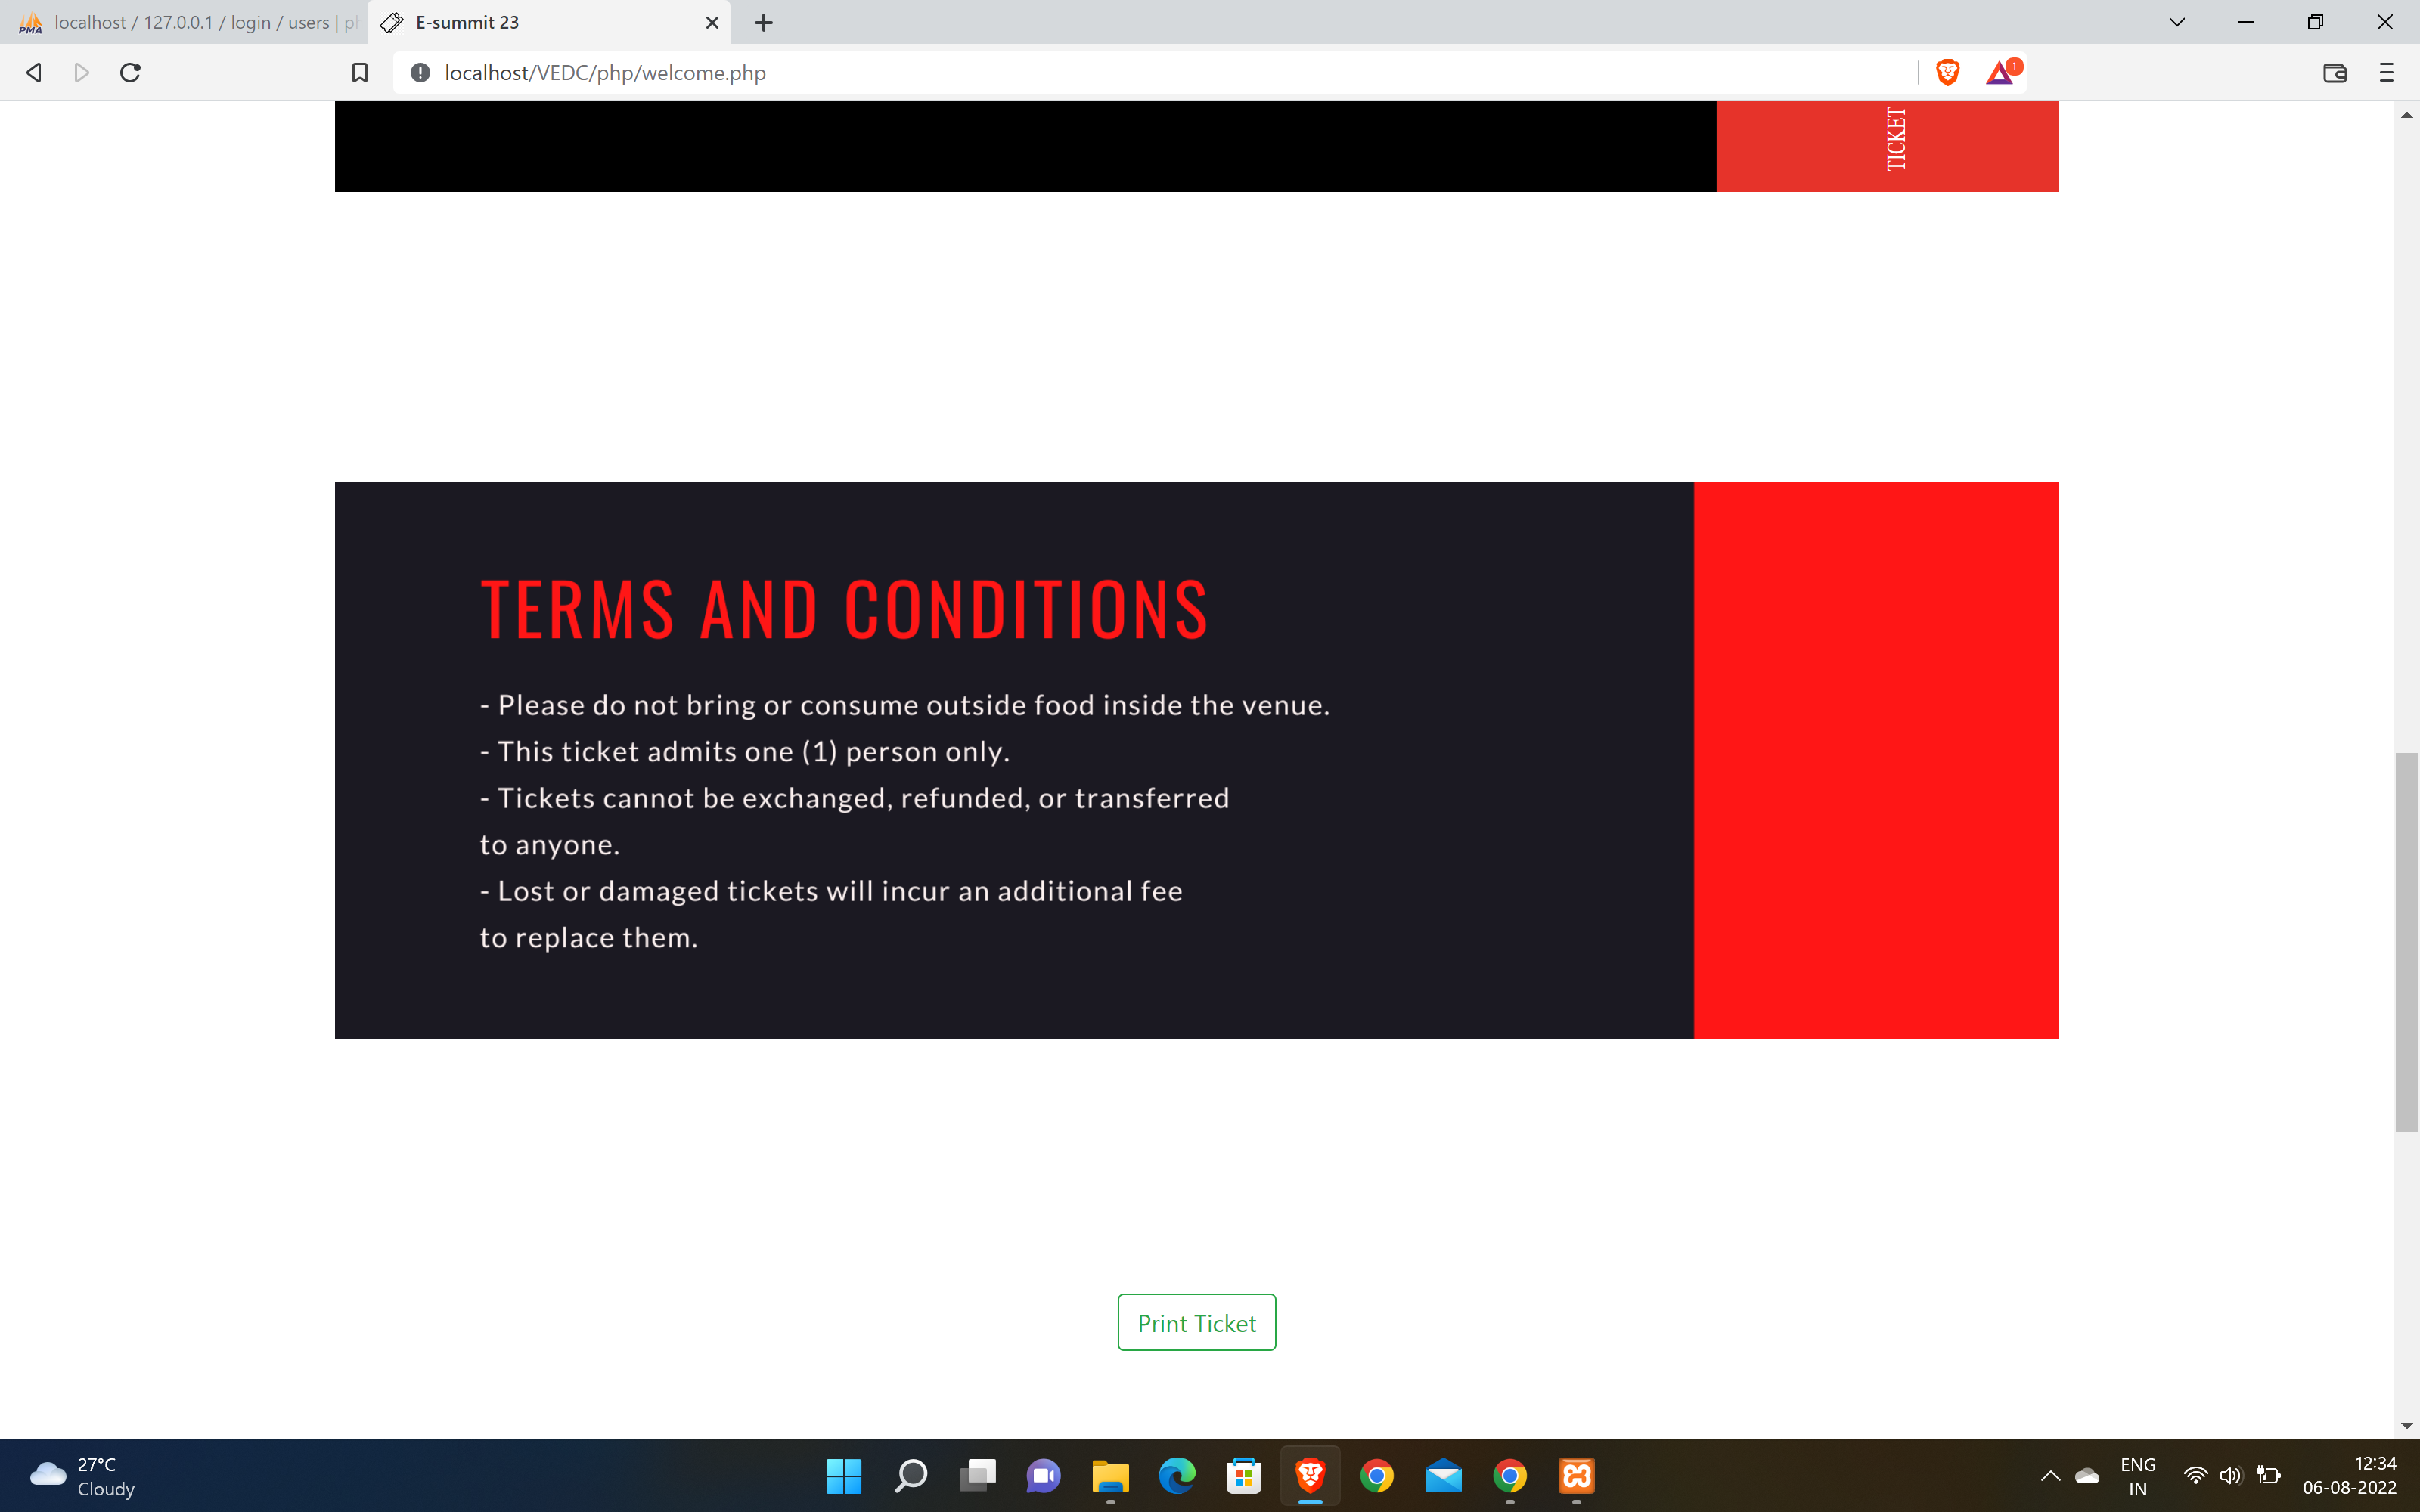 PMA localhost / 127.0.0.1 / login / users | ph
E-summit 23
localhost/VEDC/php/welcome.php
1
TICKET
TERMS AND CONDITIONS
- Please do not bring or consume outside food inside the venue.
- This ticket admits one (1) person only.
- Tickets cannot be exchanged, refunded, or transferred
to anyone.
- Lost or damaged tickets will incur an additional fee
to replace them.
Print Ticket
27°C
Cloudy
ENG
IN
12:34
06-08-2022